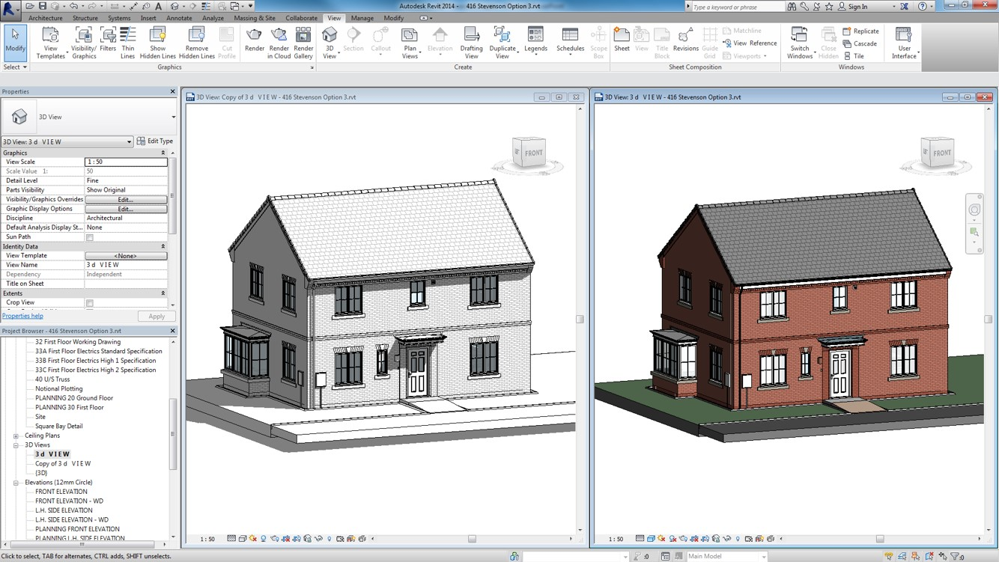 Autodesk Revit 2014 - 416 Stevenson Option 3.rvt
Type a keyword or phrase
Sign In
Architecture Structure Systems Insert Annotate Analyze Massing & Site Collaborate View Manage Modify
Modify
View Templates
Visibility/ Graphics
Filters
Thin Lines
Show Hidden Lines
Remove Hidden Lines
Cut Profile
Render
Render in Cloud
Render Gallery
3D View
Section
Callout
Plan Views
Elevation
Drafting View
Duplicate View
Legends
Schedules
Scope Box
Sheet
View
Title Block
Revisions
Guide Grid
Matchline
View Reference
Viewports
Switch Windows
Close Hidden
Replicate
Cascade
Tile
User Interface
Select
Graphics
Create
Sheet Composition
Windows
Properties
3D View
3D View: 3 d V I E W
Edit Type
Graphics
View Scale 1 : 50
Scale Value 1: 50
Detail Level Fine
Parts Visibility Show Original
Visibility/Graphics Overrides Edit...
Graphic Display Options Edit...
Discipline Architectural
Default Analysis Display St... None
Sun Path
Identity Data
View Template <None>
View Name 3 d V I E W
Dependency Independent
Title on Sheet
Extents
Crop View
Properties help
Apply
Project Browser - 416 Stevenson Option 3.rvt
32 First Floor Working Drawing
33A First Floor Electrics Standard Specification
33B First Floor Electrics High 1 Specification
33C First Floor Electrics High 2 Specification
40 U/S Truss
Notional Plotting
PLANNING 20 Ground Floor
PLANNING 30 First Floor
Site
Square Bay Detail
Ceiling Plans
3D Views
3 d V I E W
Copy of 3 d V I E W
{3D}
Elevations (12mm Circle)
FRONT ELEVATION
FRONT ELEVATION - WD
L.H. SIDE ELEVATION
L.H. SIDE ELEVATION - WD
PLANNING FRONT ELEVATION
PLANNING L.H. SIDE ELEVATION
3D View: Copy of 3 d V I E W - 416 Stevenson Option 3.rvt
FRONT
1 : 50
3D View: 3 d V I E W - 416 Stevenson Option 3.rvt
FRONT
1 : 50
Click to select, TAB for alternates, CTRL adds, SHIFT unselects.
:0
Main Model
:0